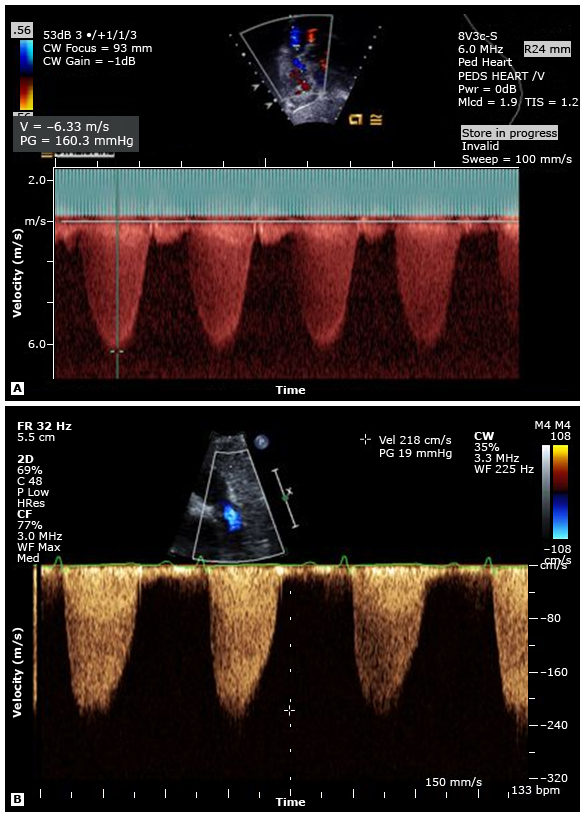 .56
53dB 3 •/+1/1/3
CW Focus = 93 mm
CW Gain = –1dB
8V3c-S
6.0 MHz
R24 mm
Ped Heart
PEDS HEART /V
Pwr = 0dB
Mlcd = 1.9 TIS = 1.2
V = –6.33 m/s
PG = 160.3 mmHg
Store in progress
Invalid
Sweep = 100 mm/s
2.0
m/s
6.0
Velocity (m/s)
Time
A
FR 32 Hz
5.5 cm
2D
69%
C 48
P Low
HRes
CF
77%
3.0 MHz
WF Max
Med
Vel 218 cm/s
PG 19 mmHg
CW
35%
3.3 MHz
WF 225 Hz
M4 M4
108
–108
cm/s
cm/s
–80
–160
–240
–320
Velocity (m/s)
150 mm/s
133 bpm
Time
B